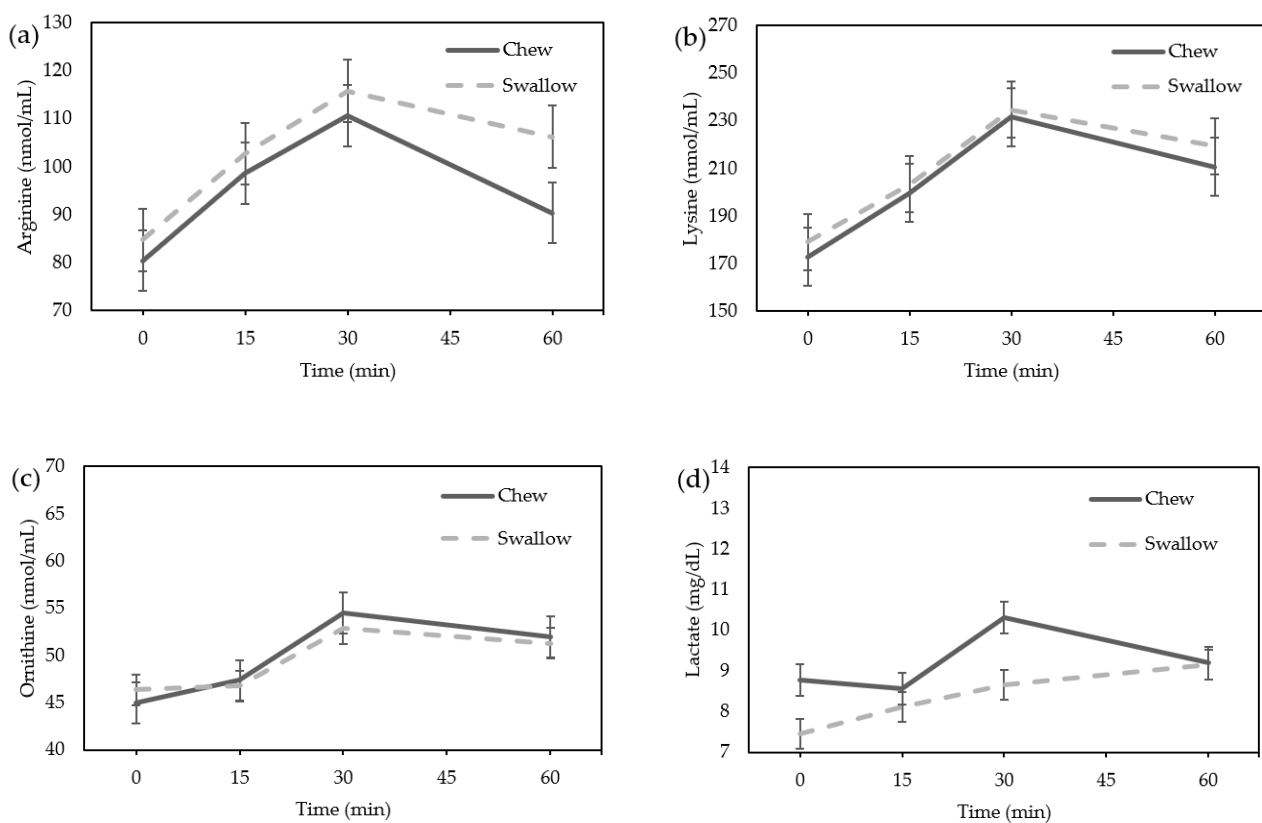 (a)
Arginine (nmol/mL)
130
120
110
100
90
80
70
0 15 30 45 60
Time (min)
Chew
Swallow
(b)
Lysine (nmol/mL)
270
250
230
210
190
170
150
0 15 30 45 60
Time (min)
Chew
Swallow
(c)
Ornithine (nmol/mL)
70
65
60
55
50
45
40
0 15 30 45 60
Time (min)
Chew
Swallow
(d)
Lactate (mg/dL)
14
13
12
11
10
9
8
7
0 15 30 45 60
Time (min)
Chew
Swallow